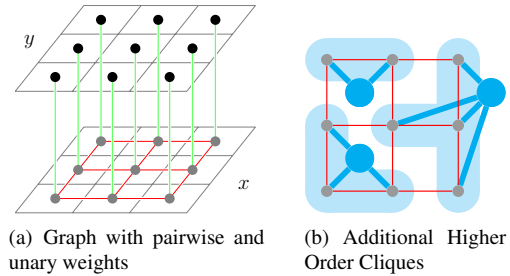 y
x
(a) Graph with pairwise and
unary weights
(b) Additional Higher
Order Cliques